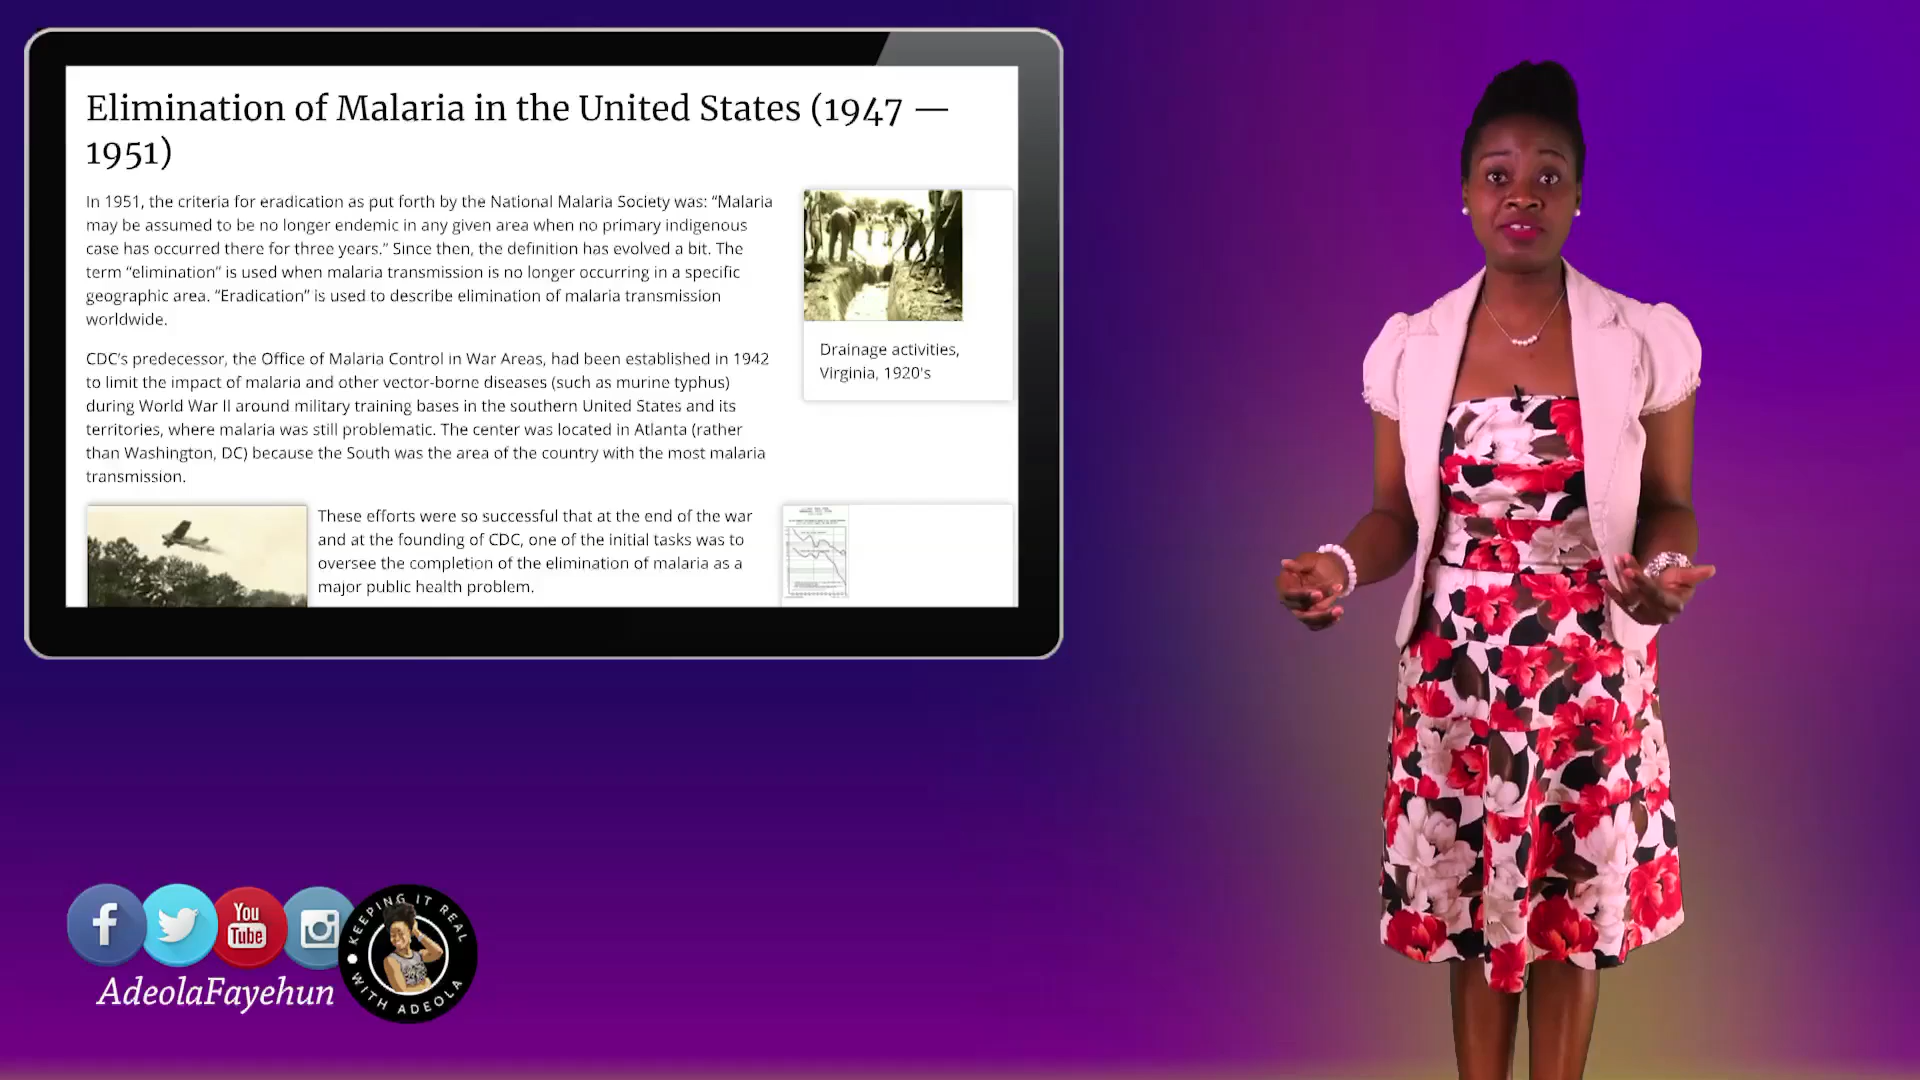 Elimination of Malaria in the United States (1947 —
1951)
In 1951, the criteria for eradication as put forth by the National Malaria Society was: “Malaria
may be assumed to be no longer endemic in any given area when no primary indigenous
case has occurred there for three years.” Since then, the definition has evolved a bit. The
term “elimination” is used when malaria transmission is no longer occurring in a specific
geographic area. “Eradication” is used to describe elimination of malaria transmission
worldwide.
Drainage activities,
Virginia, 1920's
CDC’s predecessor, the Office of Malaria Control in War Areas, had been established in 1942
to limit the impact of malaria and other vector-borne diseases (such as murine typhus)
during World War II around military training bases in the southern United States and its
territories, where malaria was still problematic. The center was located in Atlanta (rather
than Washington, DC) because the South was the area of the country with the most malaria
transmission.
These efforts were so successful that at the end of the war
and at the founding of CDC, one of the initial tasks was to
oversee the completion of the elimination of malaria as a
major public health problem.
f
You
Tube
KEEPING IT REAL
WITH ADEOLA
AdeolaFayehun